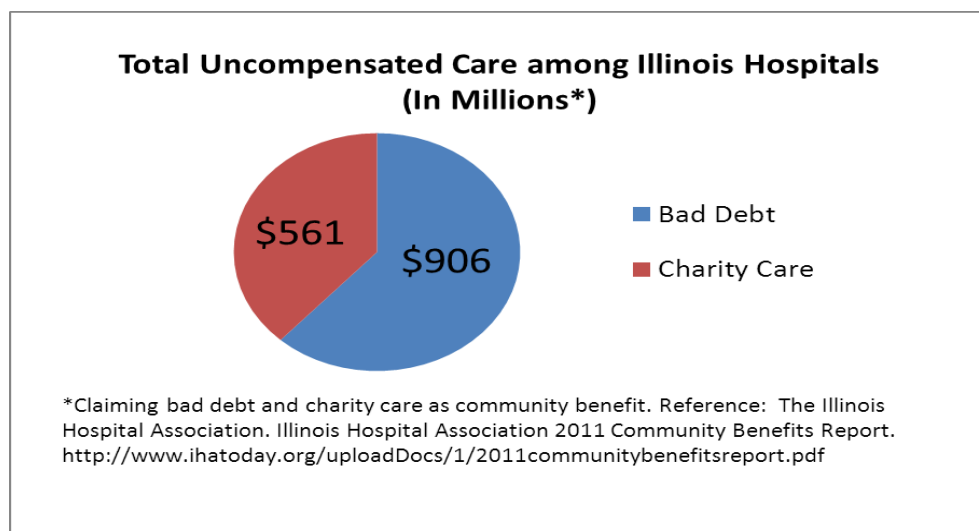 Total Uncompensated Care among Illinois Hospitals
(In Millions*)
$561
$906
Bad Debt
Charity Care
*Claiming bad debt and charity care as community benefit. Reference:  The Illinois
Hospital Association. Illinois Hospital Association 2011 Community Benefits Report.
http://www.ihatoday.org/uploadDocs/1/2011communitybenefitsreport.pdf